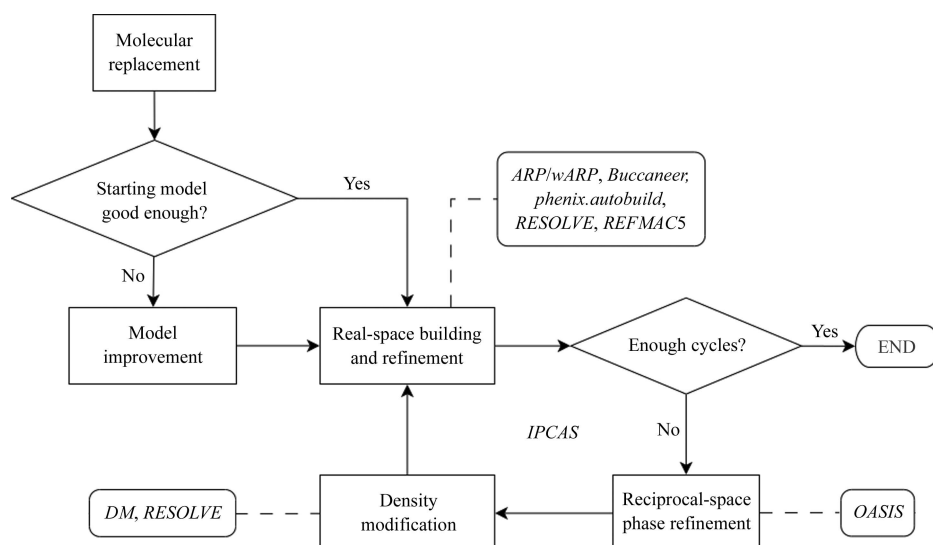 Molecular
replacement
Starting model
good enough?
Yes
No
ARP/wARP, Buccaneer,
phenix.autobuild,
RESOLVE, REFMAC5
Model
improvement
Real-space building
and refinement
Enough cycles?
Yes
END
No
IPCAS
DM, RESOLVE
Density
modification
Reciprocal-space
phase refinement
OASIS